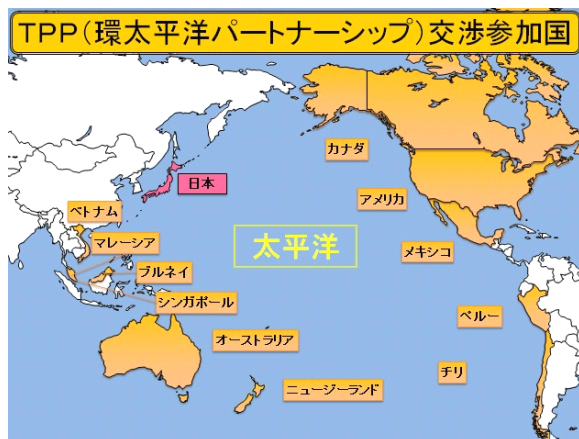 TPP(環太平洋パートナーシップ)交渉参加国
カナダ
日本
アメリカ
ベトナム
マレーシア
太平洋
メキシコ
ブルネイ
シンガポール
ペルー
オーストラリア
チリ
ニュージーランド